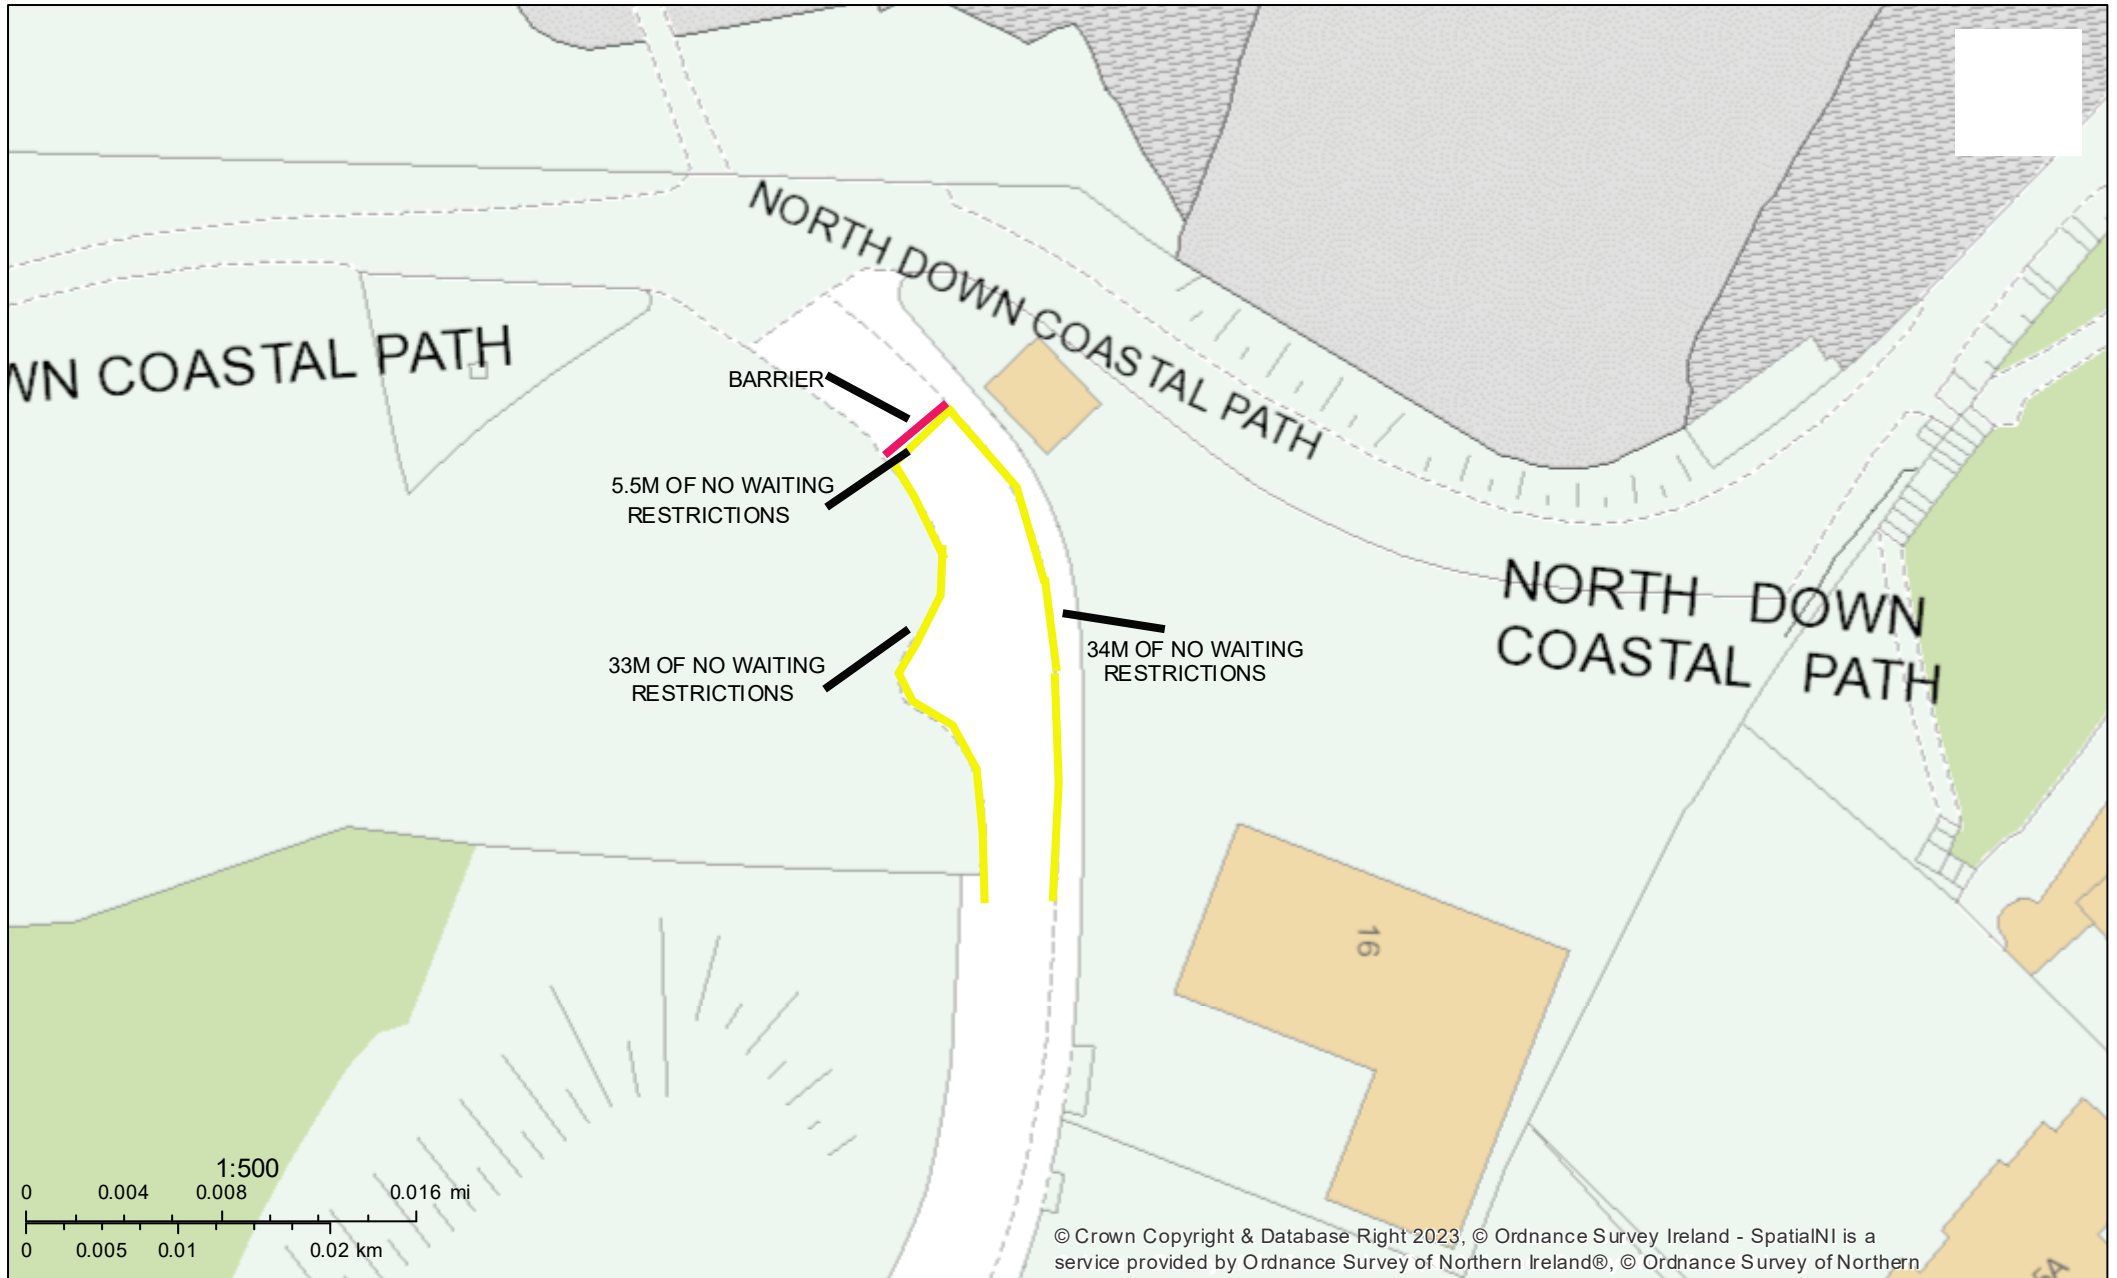 NORTH DOWN COASTAL PATH
WN COASTAL PATH
BARRIER
5.5M OF NO WAITING
RESTRICTIONS
NORTH DOWN
COASTAL PATH
34M OF NO WAITING
RESTRICTIONS
33M OF NO WAITING
RESTRICTIONS
16
1:500
0 0.004 0.008 0.016 mi
0 0.005 0.01 0.02 km
© Crown Copyright & Database Right 2023, © Ordnance Survey Ireland - SpatialNI is a
service provided by Ordnance Survey of Northern Ireland®, © Ordnance Survey of Northern
5A